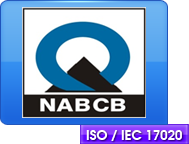 NABCB
ISO / IEC 17020